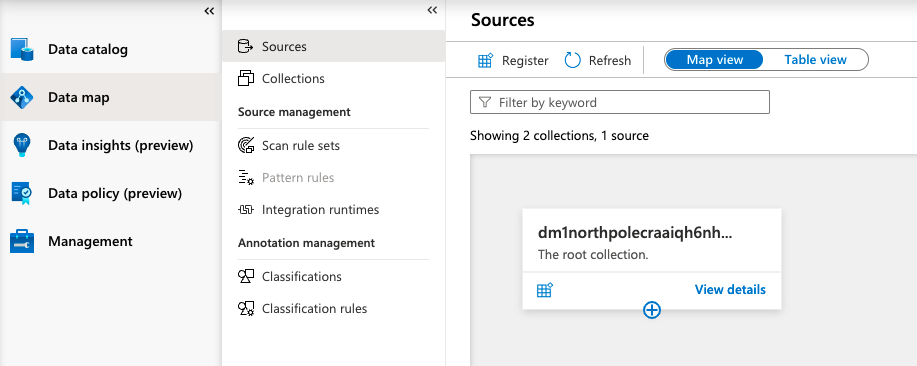 Data catalog
Data map
Data insights (preview)
Data policy (preview)
Management
Sources
Collections
Source management
Scan rule sets
Pattern rules
Integration runtimes
Annotation management
Classifications
Classification rules
Sources
Register Refresh Map view Table view
Filter by keyword
Showing 2 collections, 1 source
dm1northpolecraaiqh6nh...
The root collection.
View details